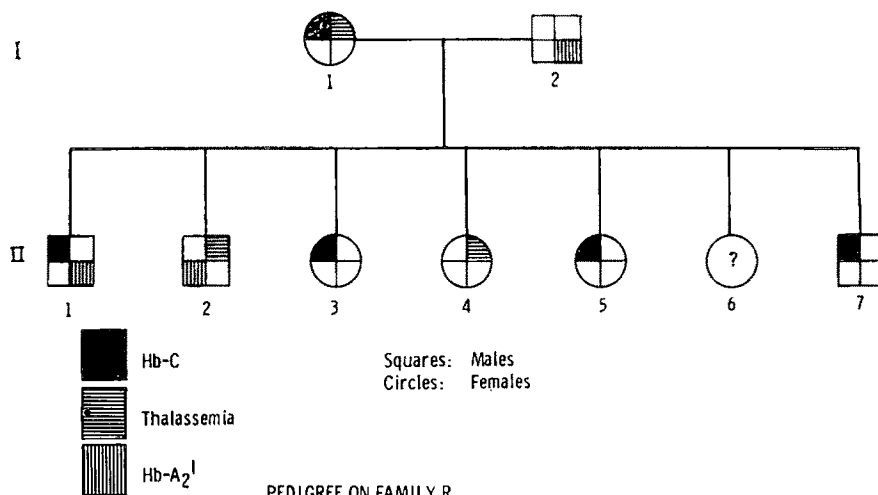 I
1
2
II
1
2
3
4
5
?
6
7
Hb-C
Squares: Males
Circles: Females
Thalassemia
Hb-A₂¹
PEDIGREE ON FAMILY R